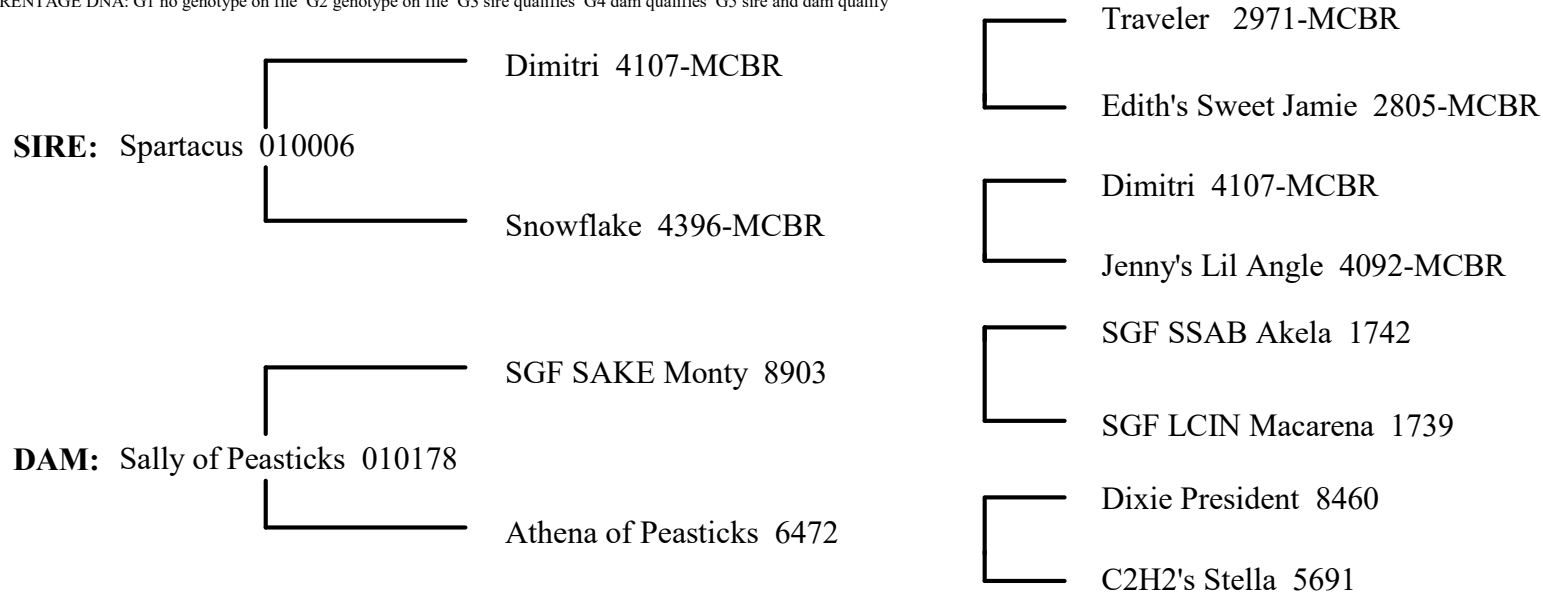 RENTAGE DNA: G1 no genotype on file G2 genotype on file G3 sire qualifies G4 dam qualifies G5 sire and dam qualify
Traveler 2971-MCBR
Dimitri 4107-MCBR
Edith's Sweet Jamie 2805-MCBR
SIRE: Spartacus 010006
Dimitri 4107-MCBR
Snowflake 4396-MCBR
Jenny's Lil Angle 4092-MCBR
SGF SSAB Akela 1742
SGF SAKE Monty 8903
SGF LCIN Macarena 1739
DAM: Sally of Peasticks 010178
Dixie President 8460
Athena of Peasticks 6472
C2H2's Stella 5691